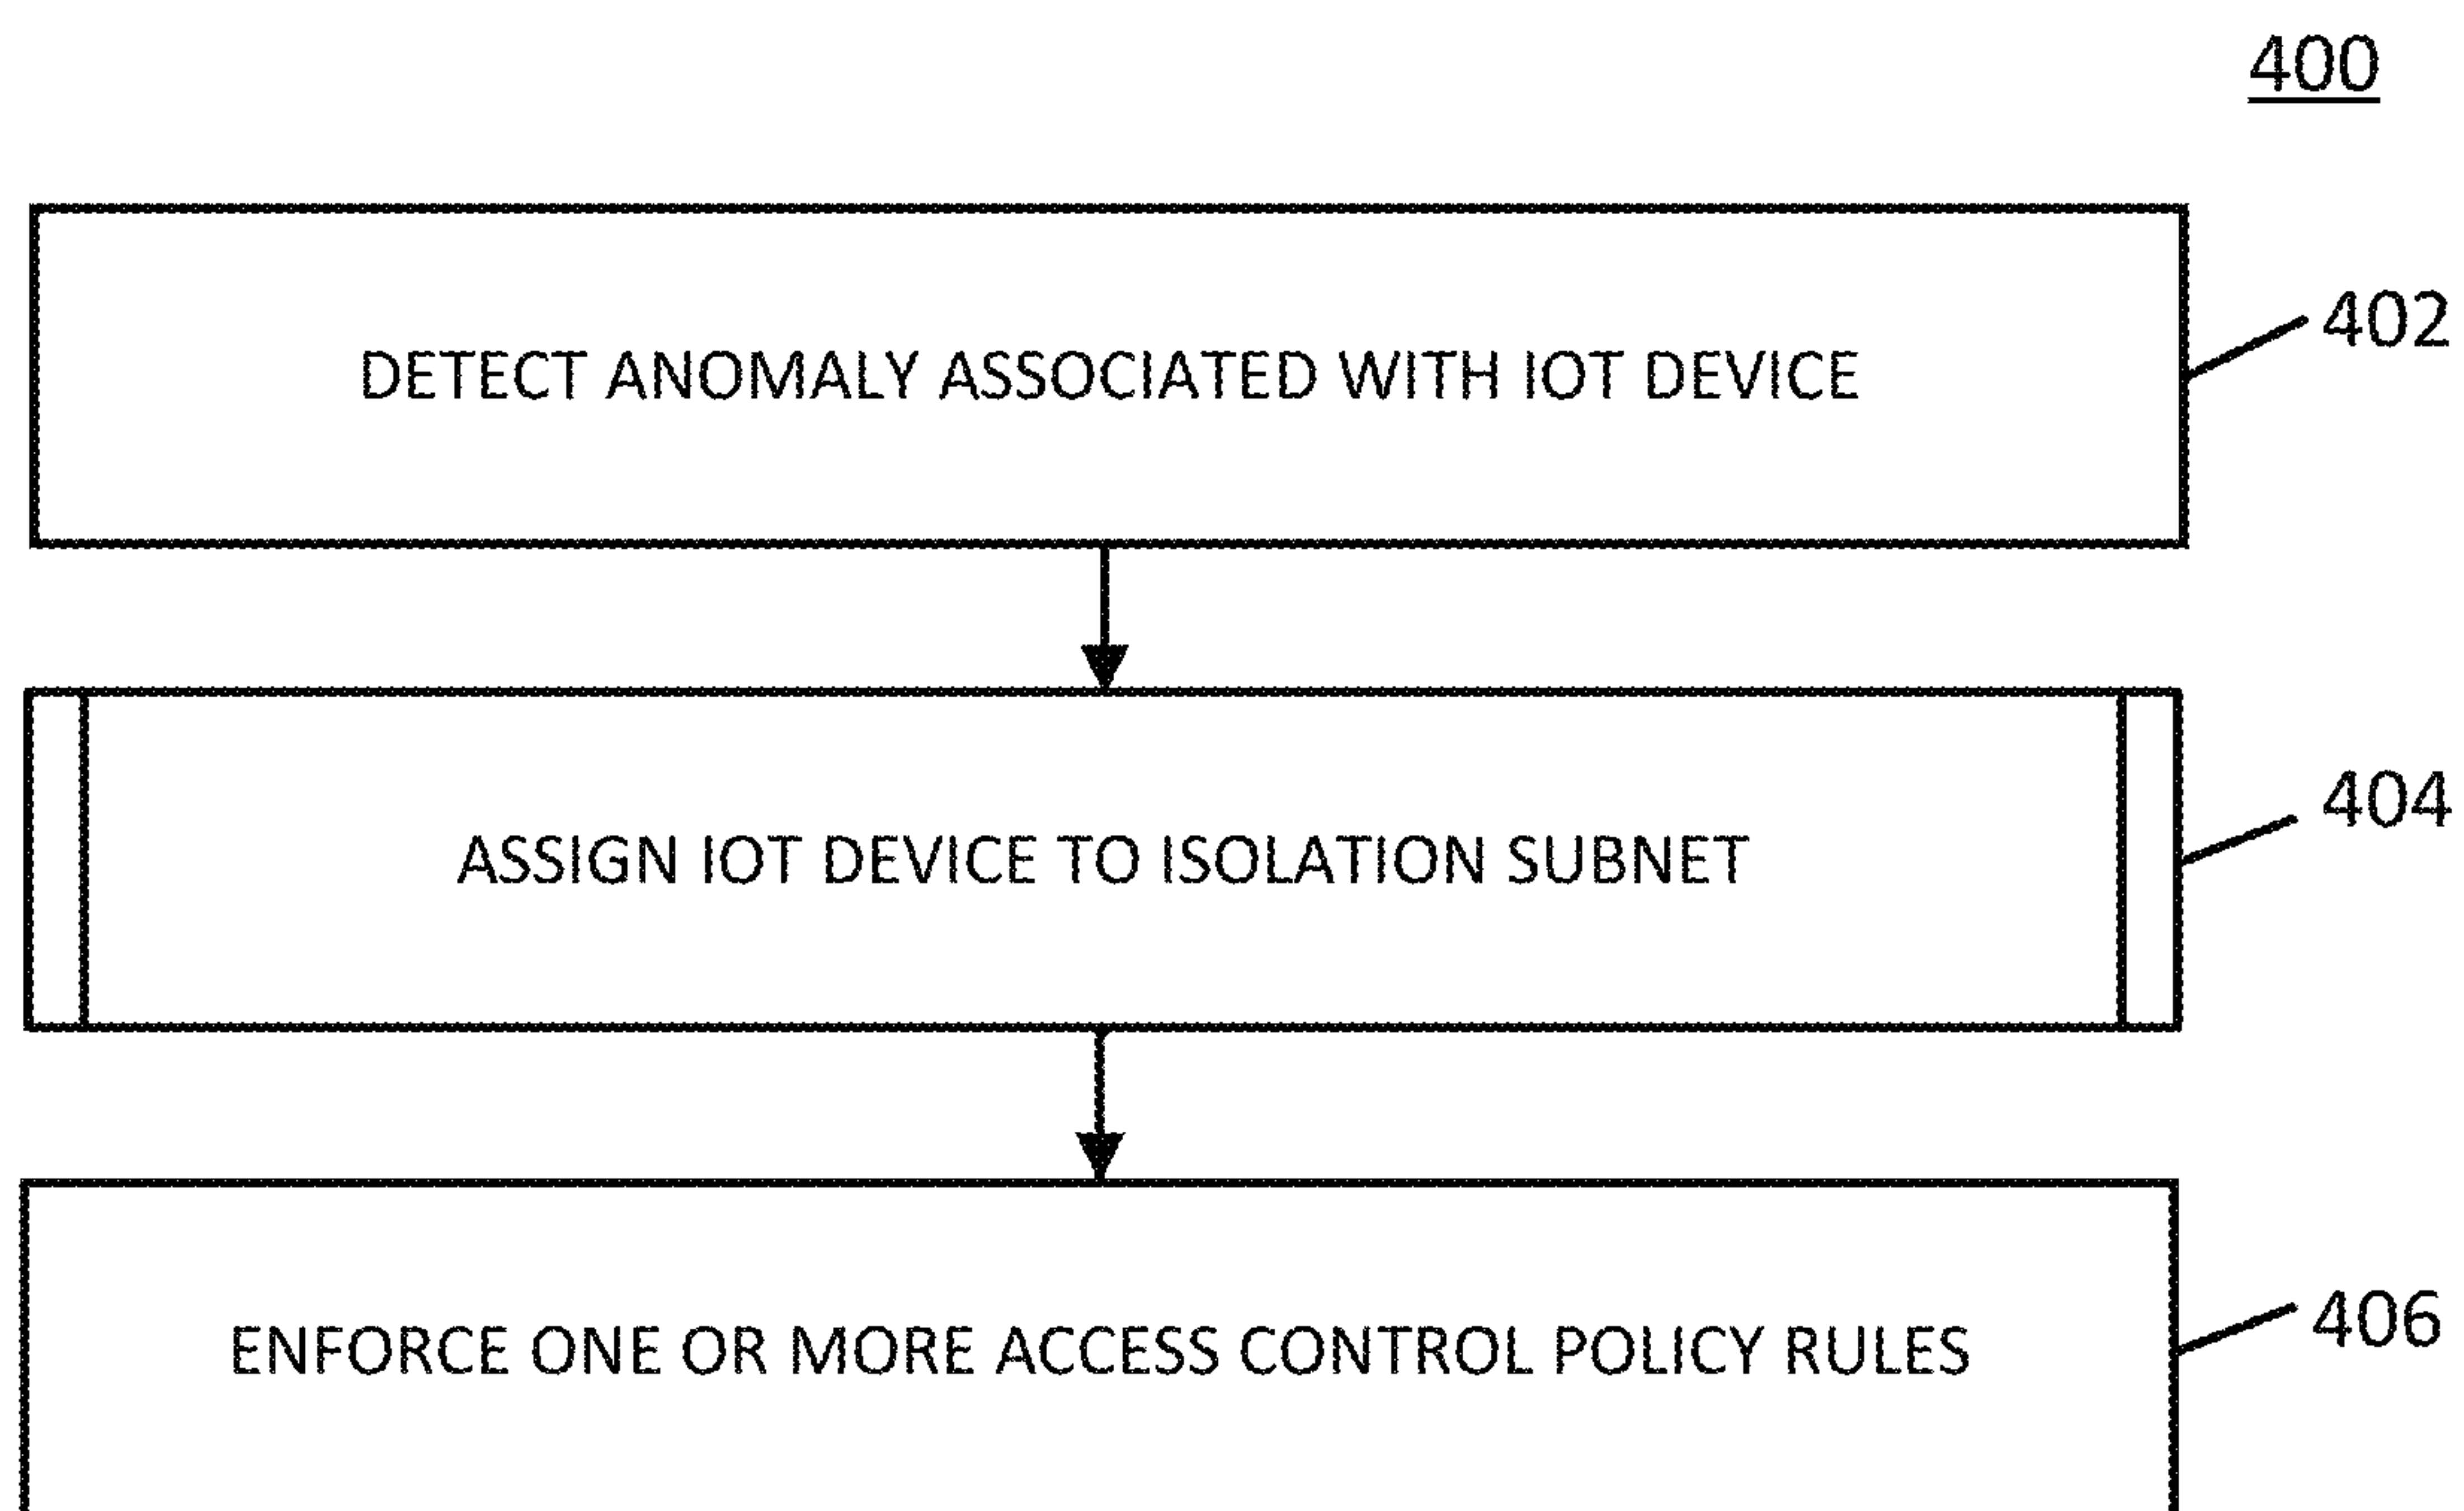 400
DETECT ANOMALY ASSOCIATED WITH IOT DEVICE
402
ASSIGN IOT DEVICE TO ISOLATION SUBNET
404
ENFORCE ONE OR MORE ACCESS CONTROL POLICY RULES
406